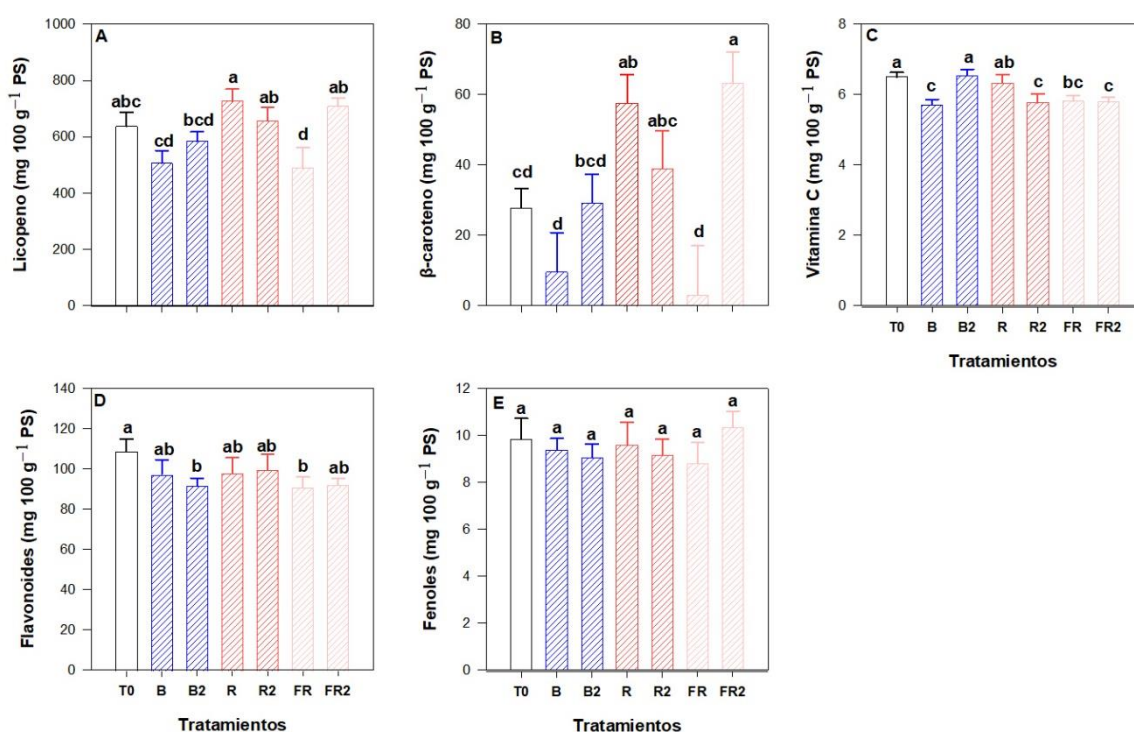 A
Licopeno (mg 100 g⁻¹ PS)
1000
800
600
400
200
0
abc
cd
bcd
a
ab
d
ab
B
β-caroteno (mg 100 g⁻¹ PS)
80
60
40
20
0
cd
d
bcd
ab
abc
d
a
C
Vitamina C (mg 100 g⁻¹ PS)
8
6
4
2
0
a
c
a
ab
c
bc
c
T0 B B2 R R2 FR FR2
Tratamientos
D
Flavonoides (mg 100 g⁻¹ PS)
140
120
100
80
60
40
20
0
a
ab
b
ab
ab
b
ab
T0 B B2 R R2 FR FR2
Tratamientos
E
Fenoles (mg 100 g⁻¹ PS)
12
10
8
6
4
2
0
a
a
a
a
a
a
a
T0 B B2 R R2 FR FR2
Tratamientos